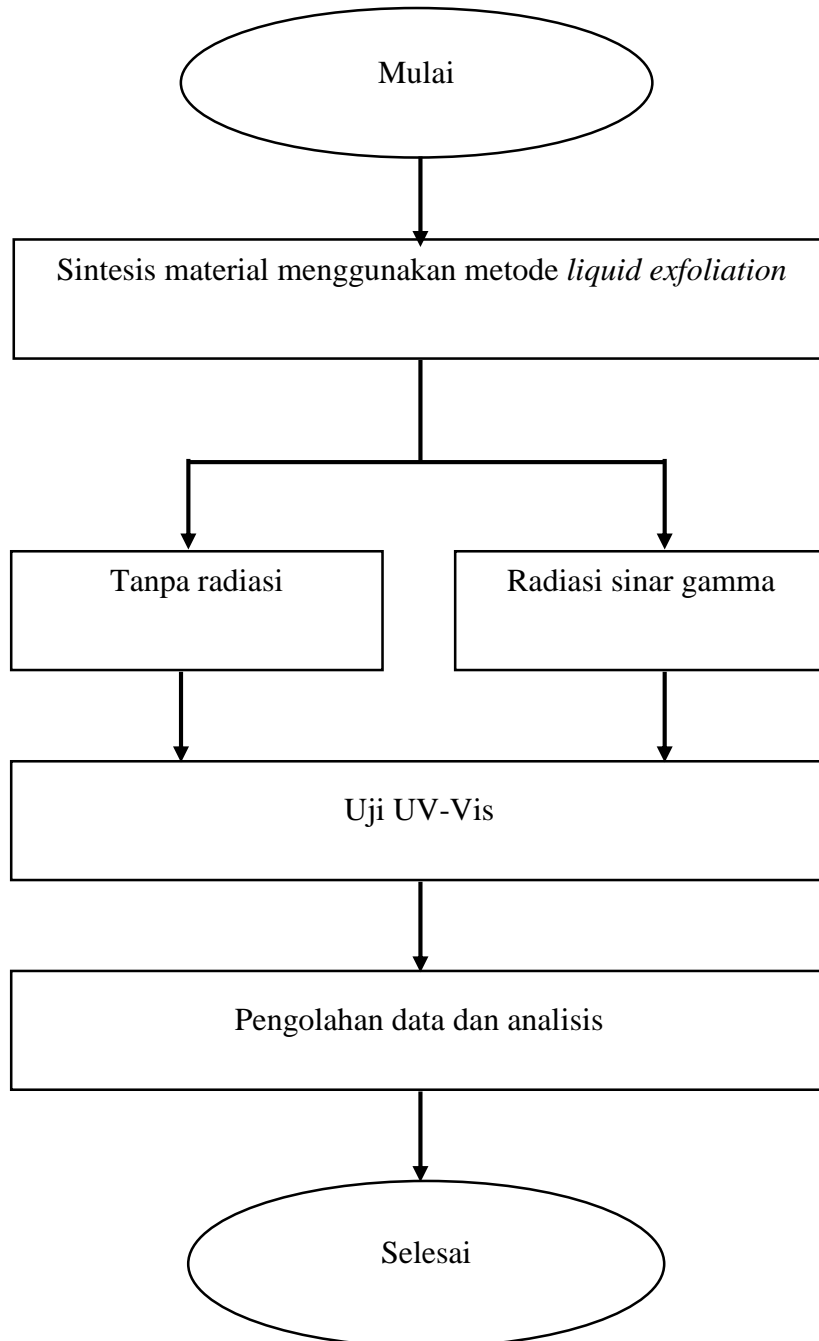 Mulai
Sintesis material menggunakan metode liquid exfoliation
Tanpa radiasi
Radiasi sinar gamma
Uji UV-Vis
Pengolahan data dan analisis
Selesai